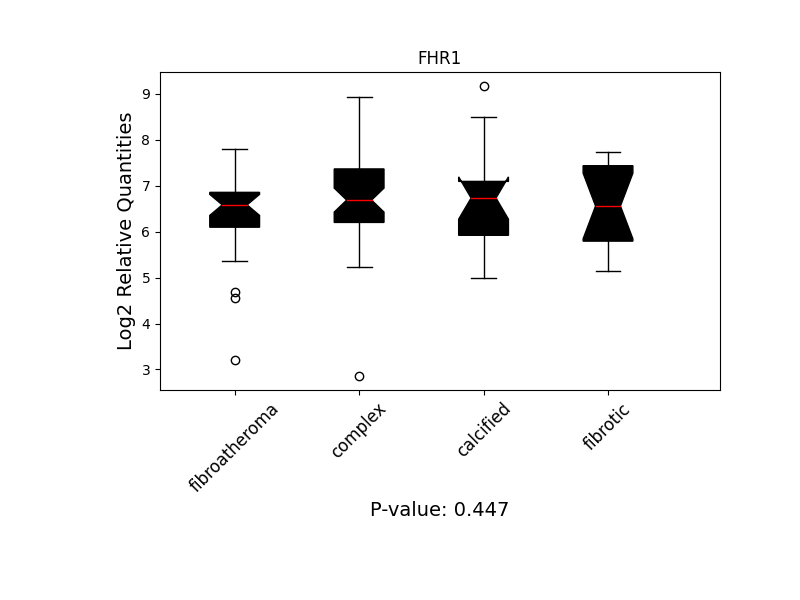 FHR1
Log2 Relative Quantities
9
8
7
6
5
4
3
fibroatheroma
complex
calcified
fibrotic
P-value: 0.447